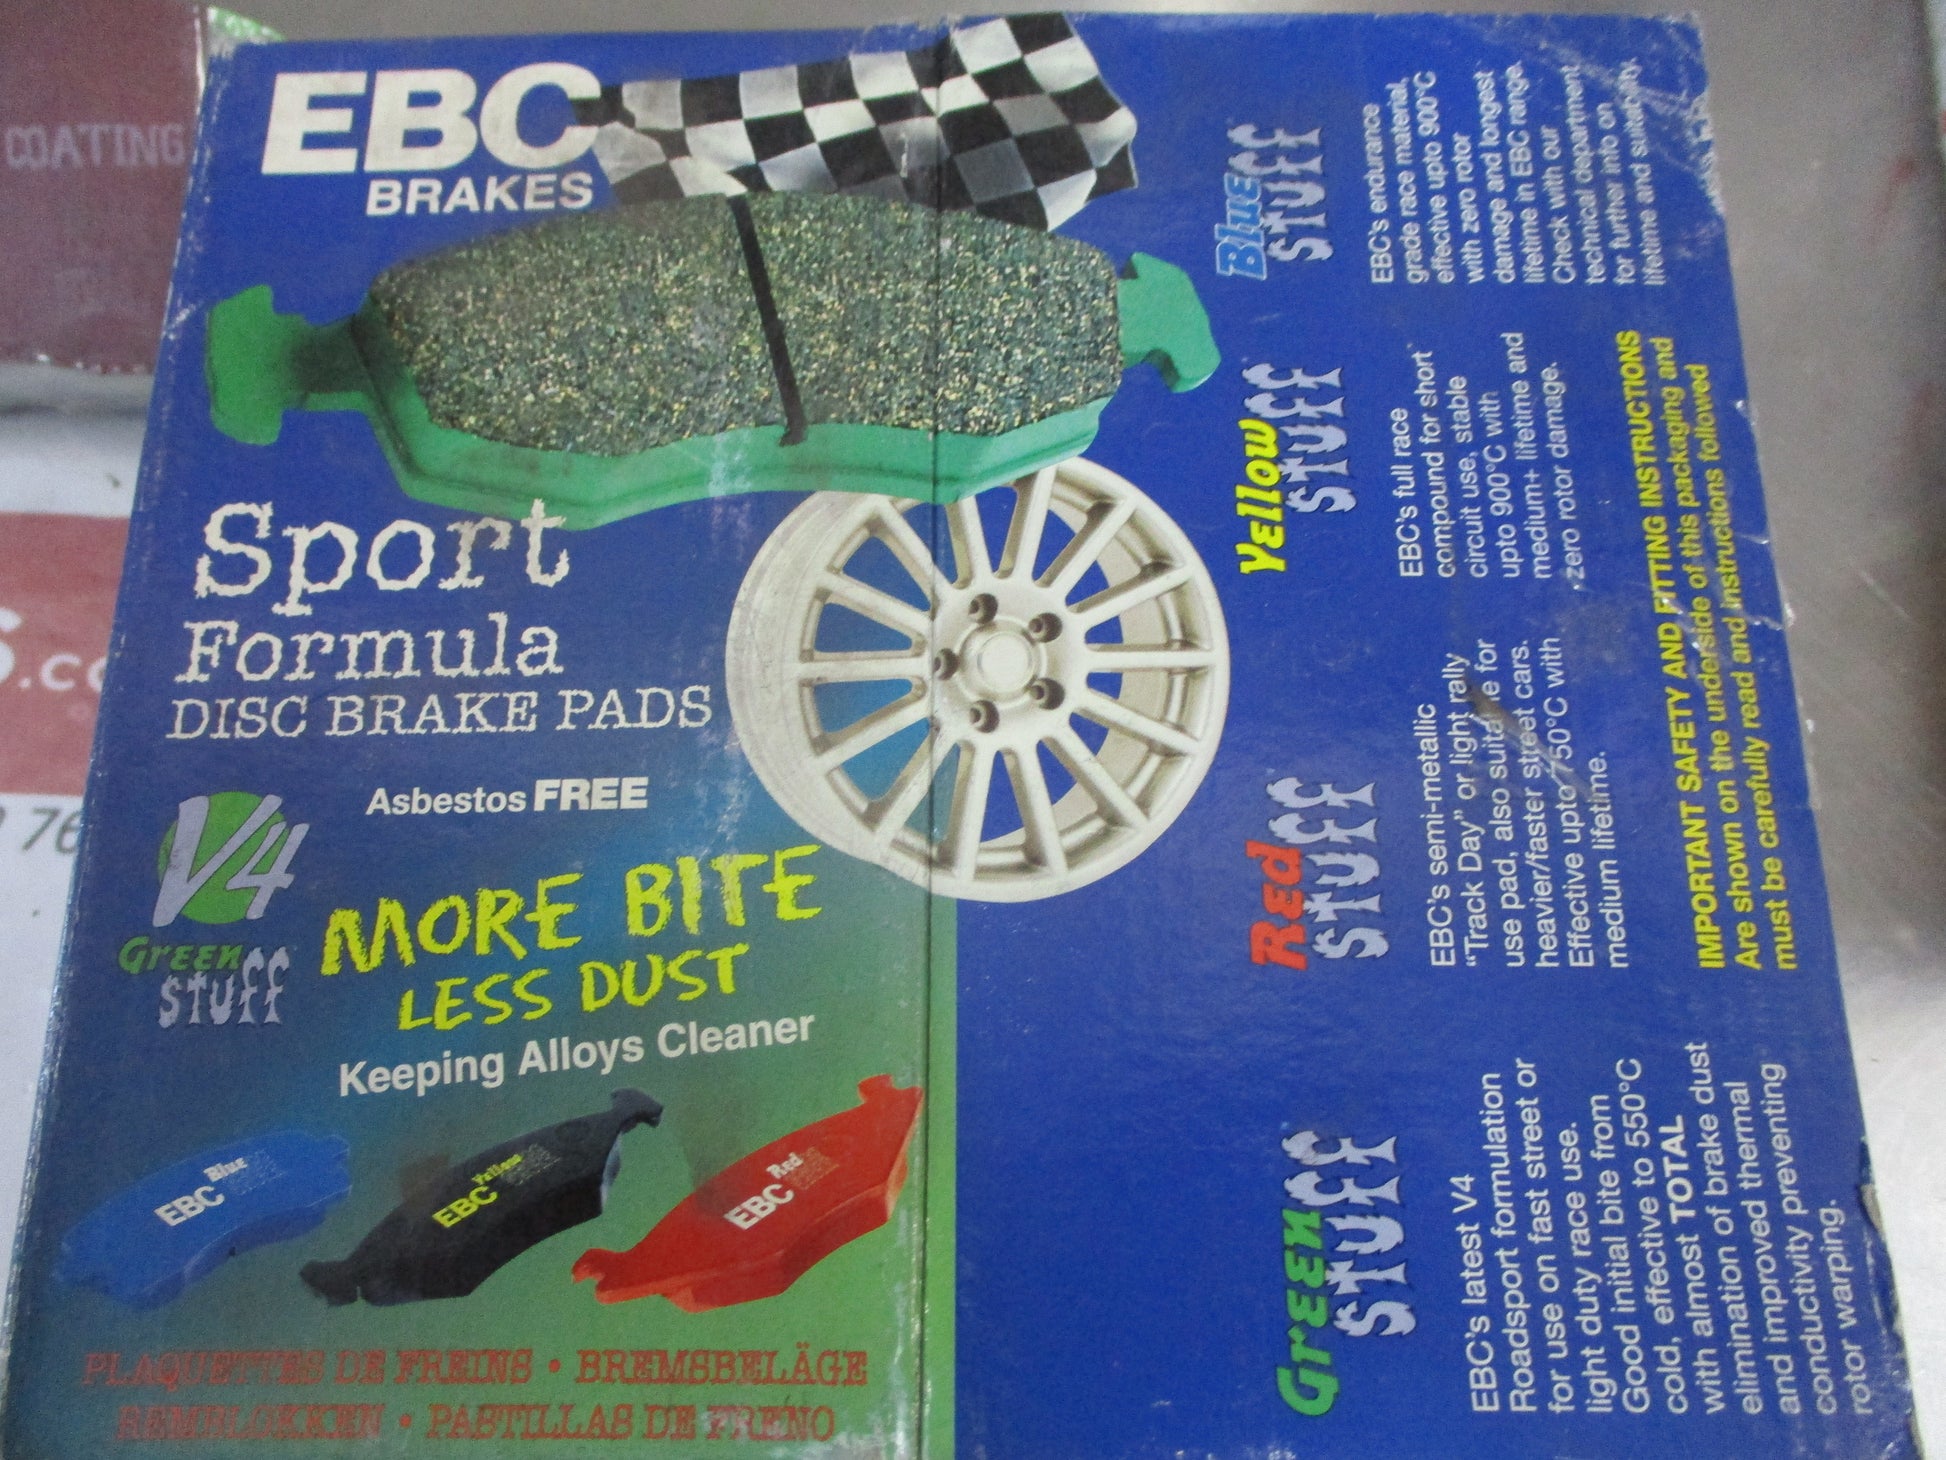 COATING
EBC
BRAKES
Sport
Formula
DISC BRAKE PADS
Asbestos FREE
V4
Green
STUFF
MORE BITE
LESS DUST
Keeping Alloys Cleaner
EBC Blue
EBC Yellow
EBC Red
PLAQUETTES DE FREINS • BREMSBELÄGE
REMBLOKKEN • PASTILLAS DE FRENO
Blue
STUFF
EBC's endurance
grade race material,
effective upto 900°C
with zero rotor
damage and longest
lifetime in EBC range.
Check with our
technical department
for further info on
lifetime and suitability.
Yellow
STUFF
EBC's full race
compound for short
circuit use, stable
upto 900°C with
medium+ lifetime and
zero rotor damage.
Red
STUFF
EBC's semi-metallic
"Track Day" or light rally
use pad, also suitable for
heavier/faster street cars.
Effective upto 750°C with
medium lifetime.
IMPORTANT SAFETY AND FITTING INSTRUCTIONS
Are shown on the underside of this packaging and
must be carefully read and instructions followed
Green
STUFF
EBC's latest V4
Roadsport formulation
for use on fast street or
light duty race use.
Good initial bite from
cold, effective to 550°C
with almost TOTAL
elimination of brake dust
and improved thermal
conductivity preventing
rotor warping.
s.co
76